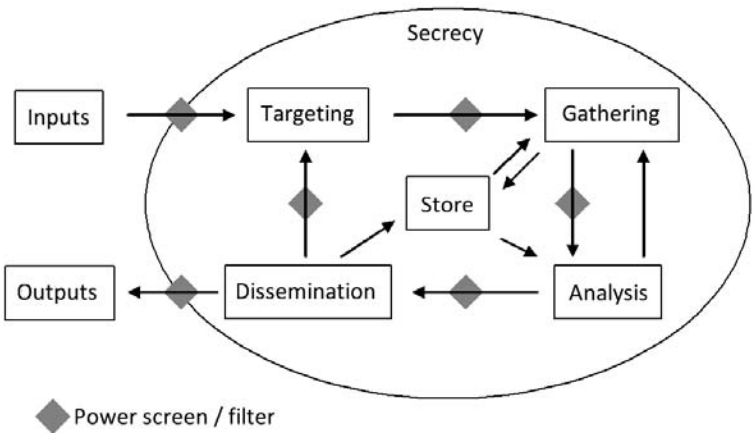 Secrecy
Inputs
Targeting
Gathering
Store
Outputs
Dissemination
Analysis
Power screen / filter